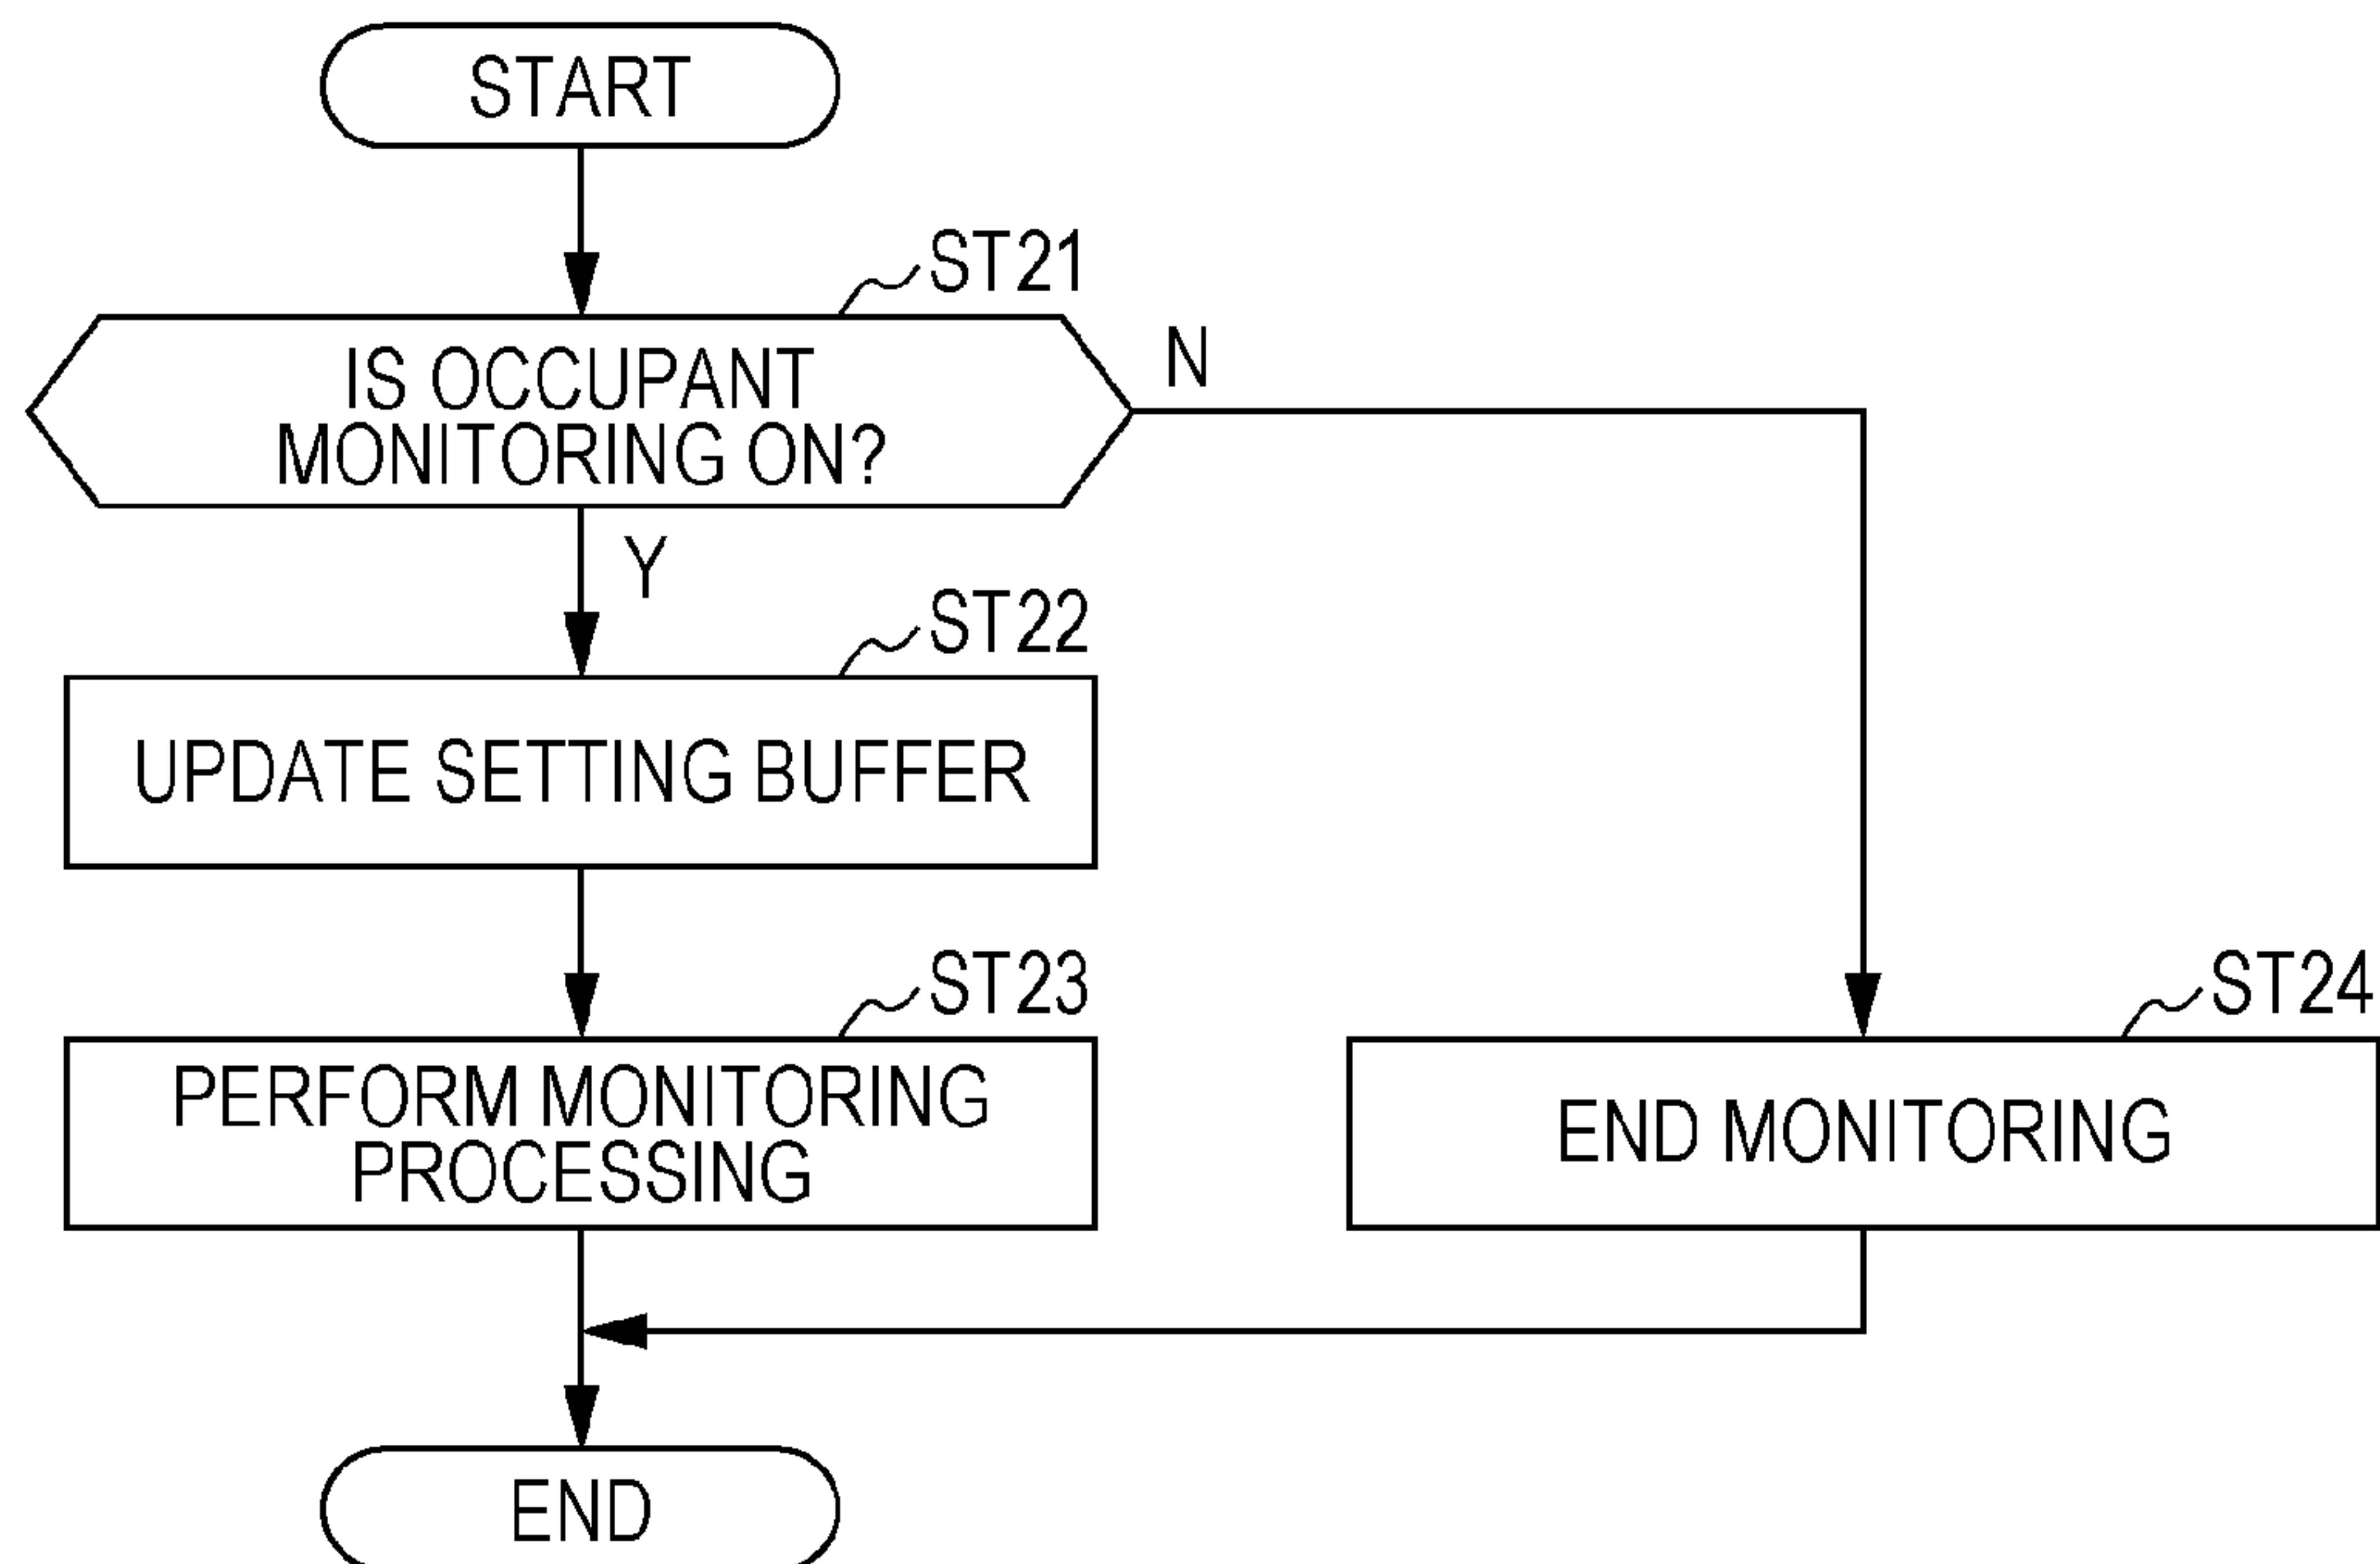 START
ST21
IS OCCUPANT
MONITORING ON?
N
Y
ST22
UPDATE SETTING BUFFER
ST23
PERFORM MONITORING
PROCESSING
ST24
END MONITORING
END